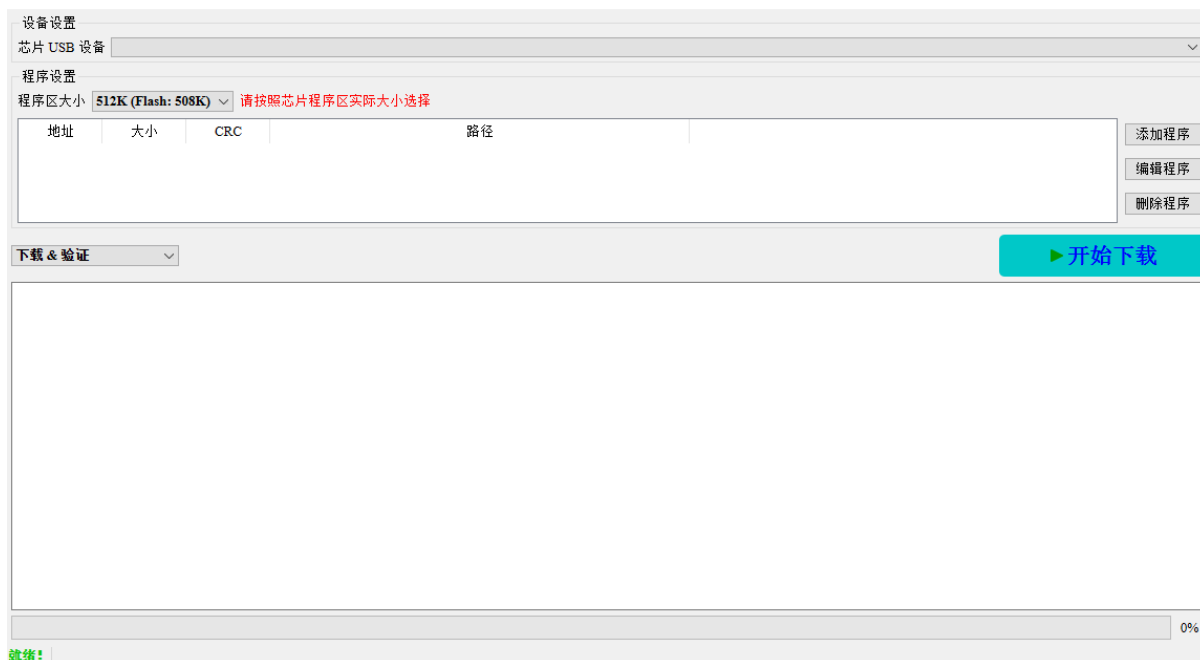 设备设置
芯片 USB 设备
程序设置
程序区大小 512K (Flash: 508K) 请按照芯片程序区实际大小选择
地址 大小 CRC 路径
添加程序
编辑程序
删除程序
下载 & 验证
开始下载
0%
就绪!